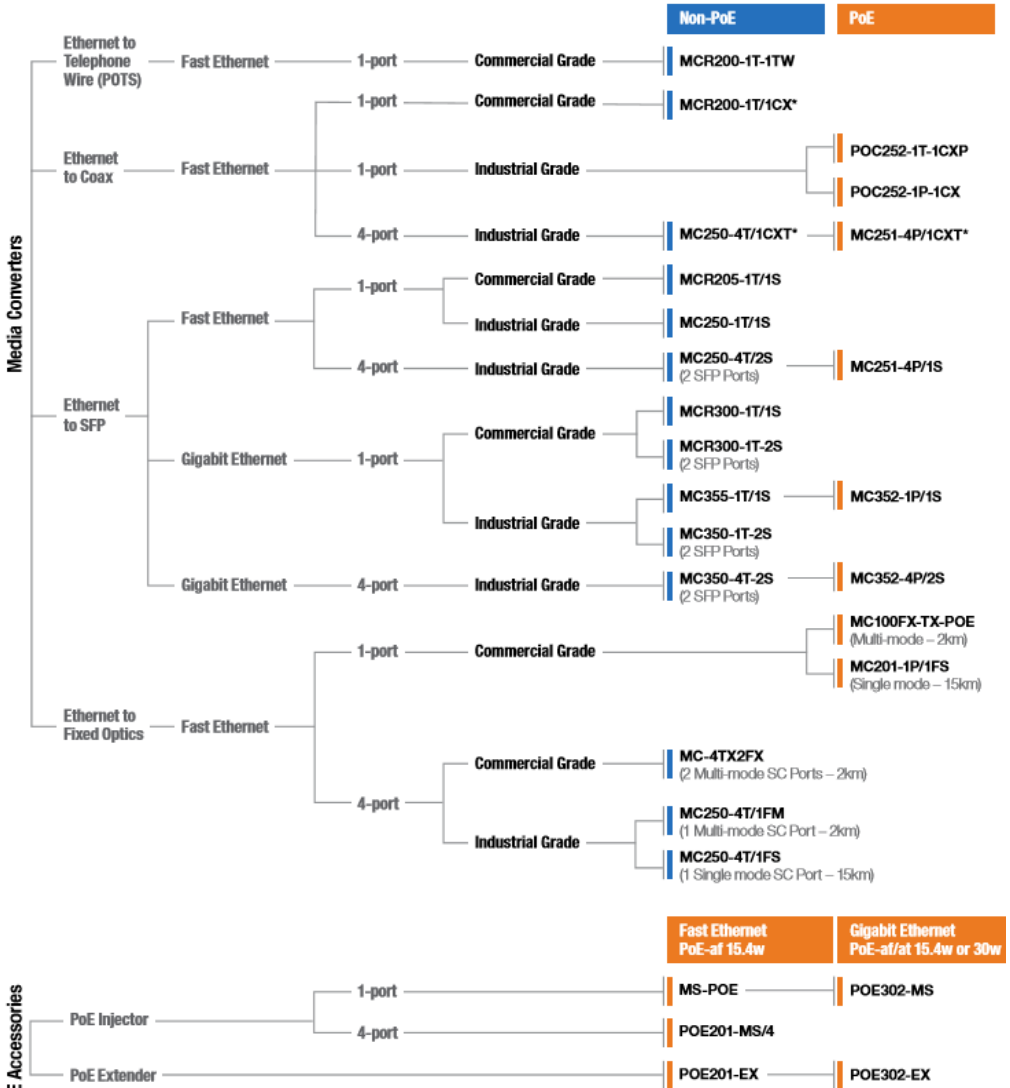 Non-PoE
PoE
Media Converters
Ethernet to
Telephone
Wire (POTS)
Fast Ethernet
1-port
Commercial Grade
MCR200-1T-1TW
Ethernet
to Coax
Fast Ethernet
1-port
Commercial Grade
MCR200-1T/1CX*
1-port
Industrial Grade
POC252-1T-1CXP
POC252-1P-1CX
4-port
Industrial Grade
MC250-4T/1CXT*
MC251-4P/1CXT*
Ethernet
to SFP
Fast Ethernet
1-port
Commercial Grade
MCR205-1T/1S
Industrial Grade
MC250-1T/1S
4-port
Industrial Grade
MC250-4T/2S
(2 SFP Ports)
MC251-4P/1S
Gigabit Ethernet
1-port
Commercial Grade
MCR300-1T/1S
MCR300-1T-2S
(2 SFP Ports)
Industrial Grade
MC355-1T/1S
MC352-1P/1S
MC350-1T-2S
(2 SFP Ports)
Gigabit Ethernet
4-port
Industrial Grade
MC350-4T-2S
(2 SFP Ports)
MC352-4P/2S
Ethernet to
Fixed Optics
Fast Ethernet
1-port
Commercial Grade
MC100FX-TX-POE
(Multi-mode – 2km)
MC201-1P/1FS
(Single mode – 15km)
4-port
Commercial Grade
MC-4TX2FX
(2 Multi-mode SC Ports – 2km)
Industrial Grade
MC250-4T/1FM
(1 Multi-mode SC Port – 2km)
MC250-4T/1FS
(1 Single mode SC Port – 15km)
Fast Ethernet
PoE-af 15.4w
Gigabit Ethernet
PoE-af/at 15.4w or 30w
E Accessories
PoE Injector
1-port
MS-POE
POE302-MS
4-port
POE201-MS/4
PoE Extender
POE201-EX
POE302-EX